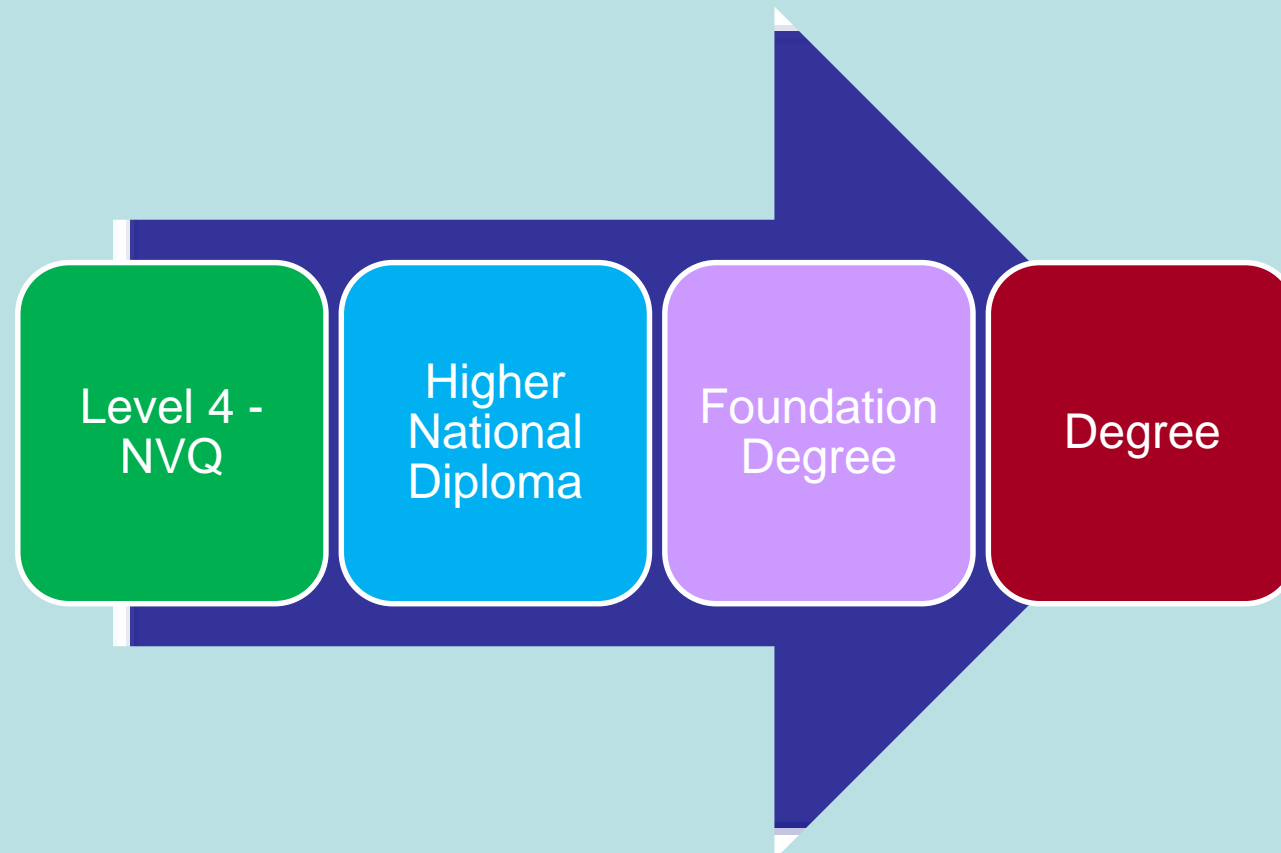 Level 4 -
NVQ
Higher
National
Diploma
Foundation
Degree
Degree